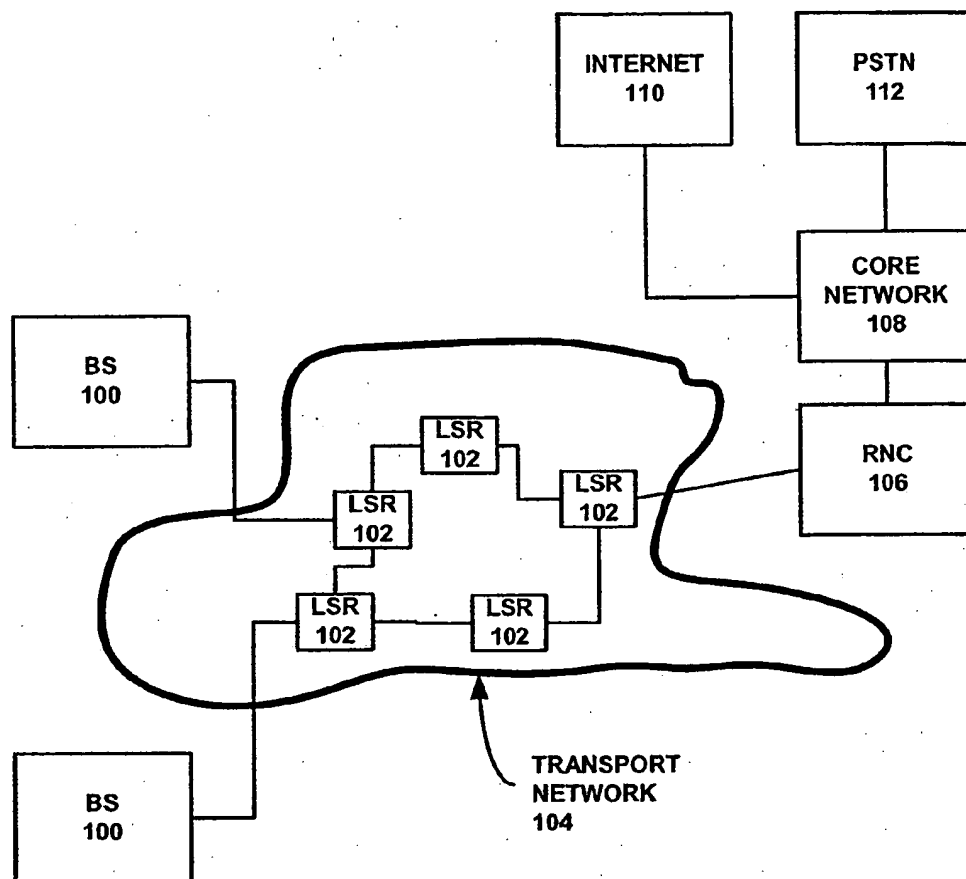 INTERNET
110
PSTN
112
CORE
NETWORK
108
BS
100
LSR
102
RNC
106
LSR
102
LSR
102
LSR
102
LSR
102
TRANSPORT
NETWORK
104
BS
100